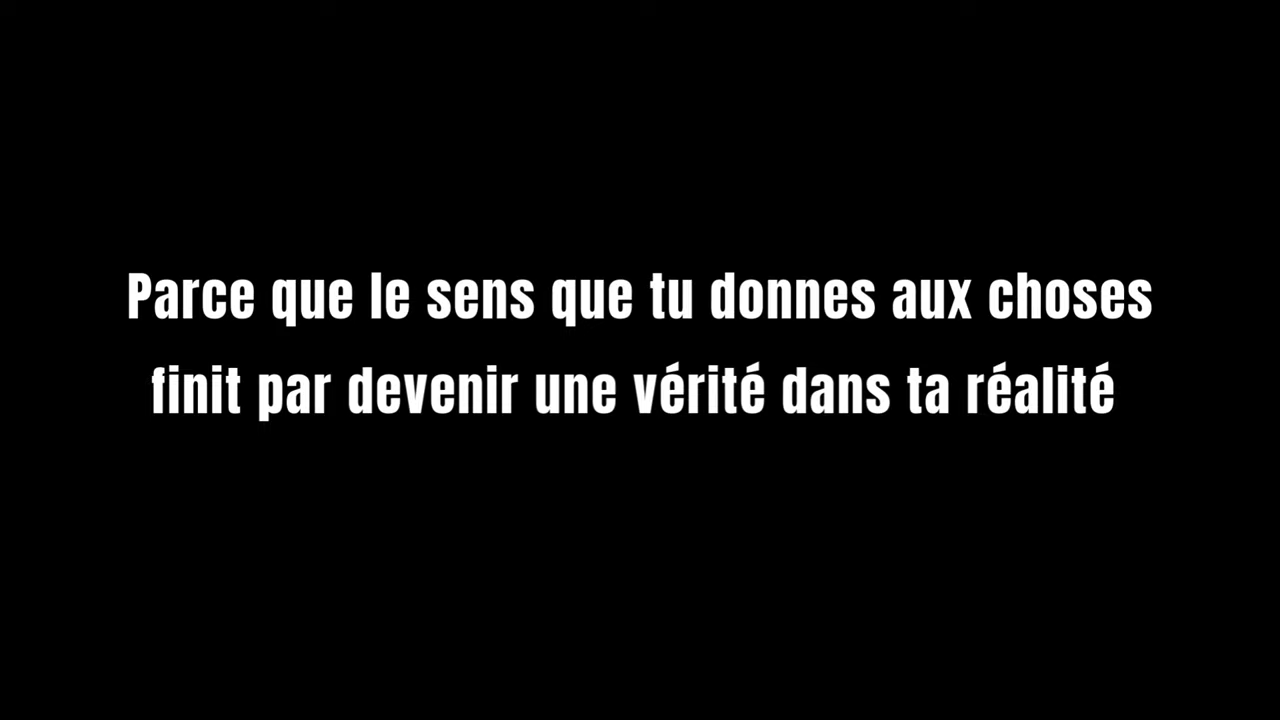 Parce que le sens que tu donnes aux choses
finit par devenir une vérité dans ta réalité